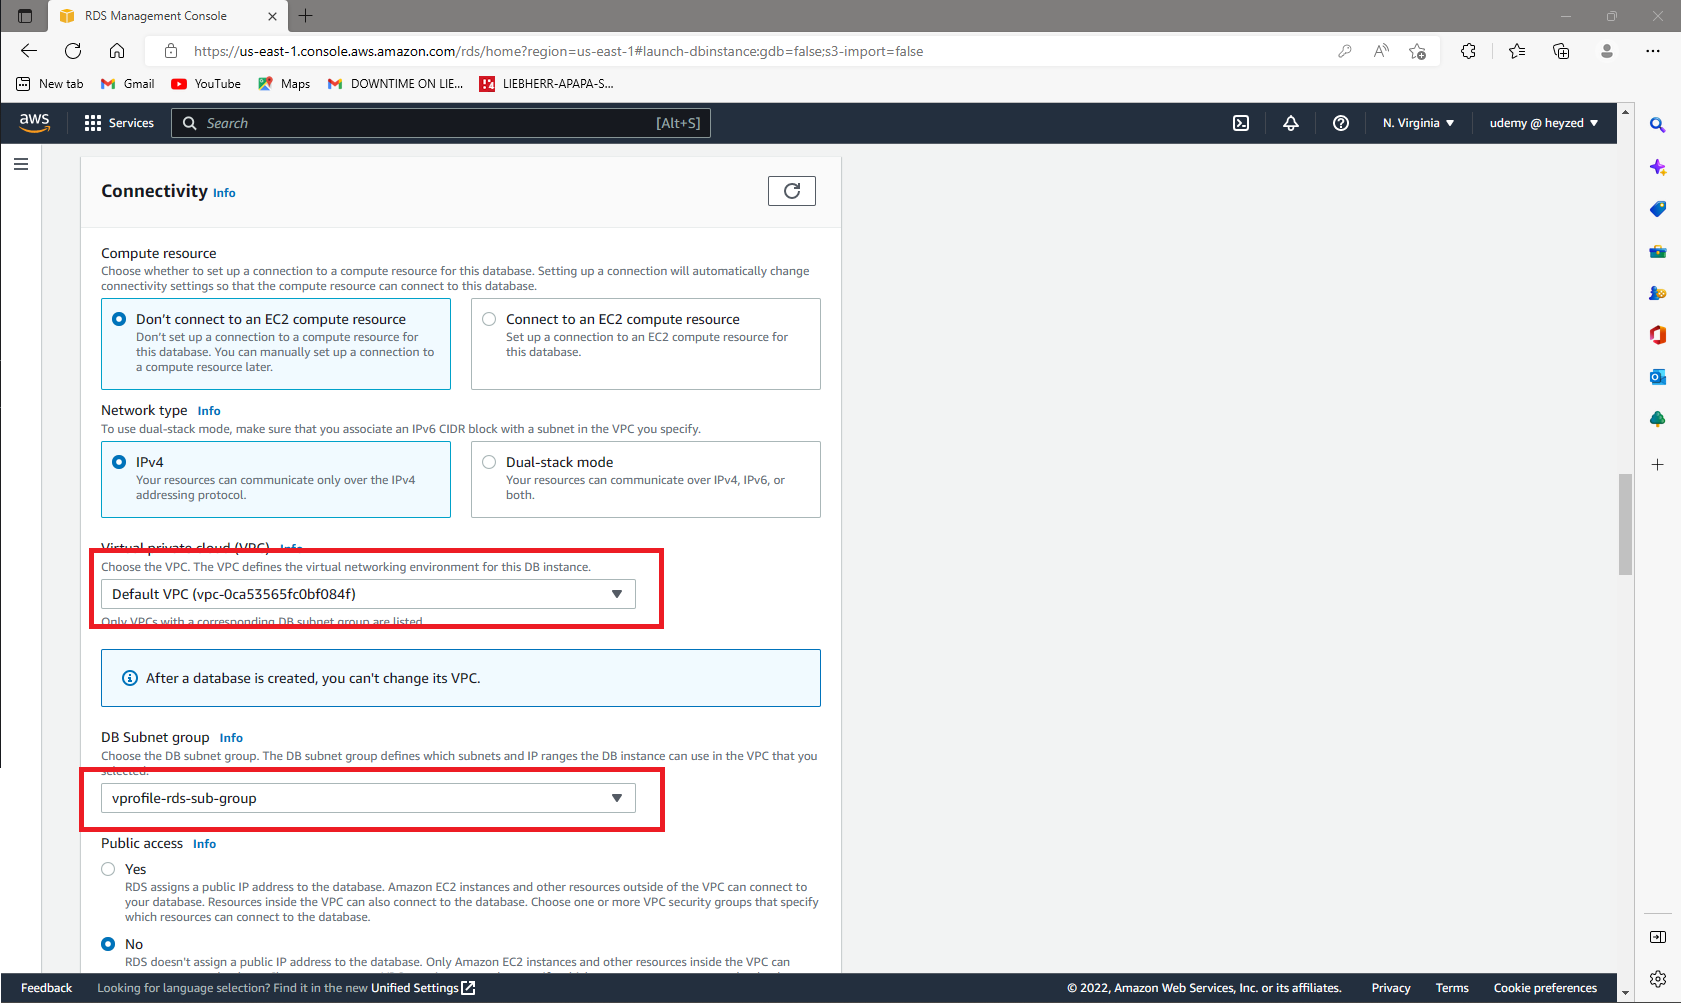 RDS Management Console
https://us-east-1.console.aws.amazon.com/rds/home?region=us-east-1#launch-dbinstance:gdb=false;s3-import=false
New tab Gmail YouTube Maps DOWNTIME ON LIE... LIEBHERR-APAPA-S...
aws Services Search [Alt+S] N. Virginia udemy @ heyzed
Connectivity Info
Compute resource
Choose whether to set up a connection to a compute resource for this database. Setting up a connection will automatically change
connectivity settings so that the compute resource can connect to this database.
Don't connect to an EC2 compute resource
Don't set up a connection to a compute resource for
this database. You can manually set up a connection to
a compute resource later.
Connect to an EC2 compute resource
Set up a connection to an EC2 compute resource for
this database.
Network type Info
To use dual-stack mode, make sure that you associate an IPv6 CIDR block with a subnet in the VPC you specify.
IPv4
Your resources can communicate only over the IPv4
addressing protocol.
Dual-stack mode
Your resources can communicate over IPv4, IPv6, or
both.
Virtual private cloud (VPC) Info
Choose the VPC. The VPC defines the virtual networking environment for this DB instance.
Default VPC (vpc-0ca53565fc0bf084f)
Only VPCs with a corresponding DB subnet group are listed
After a database is created, you can't change its VPC.
DB Subnet group Info
Choose the DB subnet group. The DB subnet group defines which subnets and IP ranges the DB instance can use in the VPC that you
selected.
vprofile-rds-sub-group
Public access Info
Yes
RDS assigns a public IP address to the database. Amazon EC2 instances and other resources outside of the VPC can connect to
your database. Resources inside the VPC can also connect to the database. Choose one or more VPC security groups that specify
which resources can connect to the database.
No
RDS doesn't assign a public IP address to the database. Only Amazon EC2 instances and other resources inside the VPC can
Feedback Looking for language selection? Find it in the new Unified Settings © 2022, Amazon Web Services, Inc. or its affiliates. Privacy Terms Cookie preferences